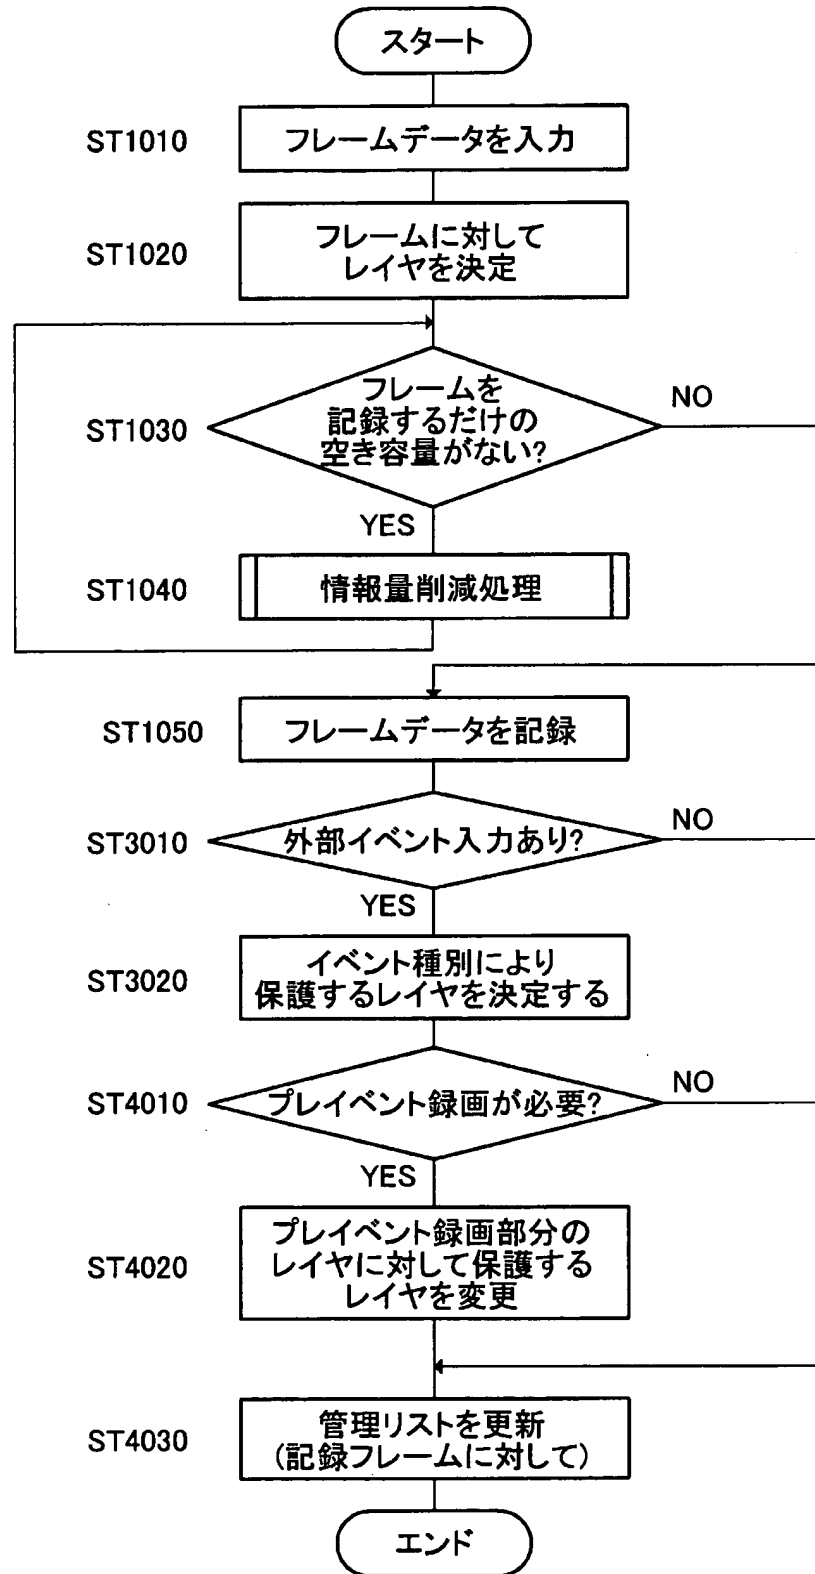 スタート
ST1010
フレームデータを入力
ST1020
フレームに対して
レイヤを決定
ST1030
フレームを
記録するだけの
空き容量がない?
NO
YES
ST1040
情報量削減処理
ST1050
フレームデータを記録
ST3010
外部イベント入力あり?
NO
YES
ST3020
イベント種別により
保護するレイヤを決定する
ST4010
プレイベント録画が必要?
NO
YES
ST4020
プレイベント録画部分の
レイヤに対して保護する
レイヤを変更
ST4030
管理リストを更新
(記録フレームに対して)
エンド